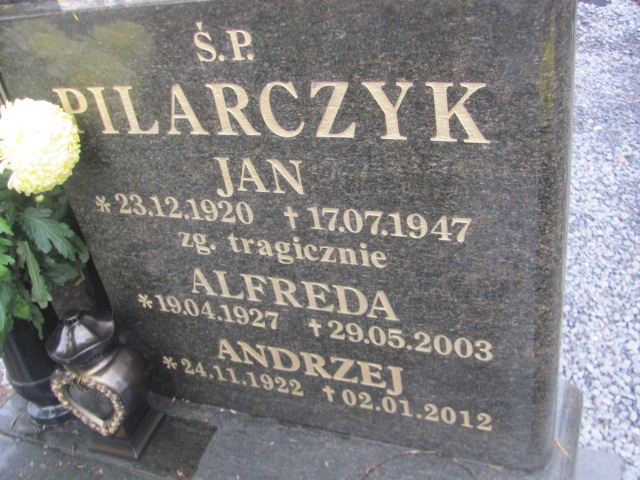 Ś.P.
PILARCZYK
JAN
* 23.12.1920 † 17.07.1947
zg. tragicznie
ALFREDA
* 19.04.1927 † 29.05.2003
ANDRZEJ
* 24.11.1922 † 02.01.2012